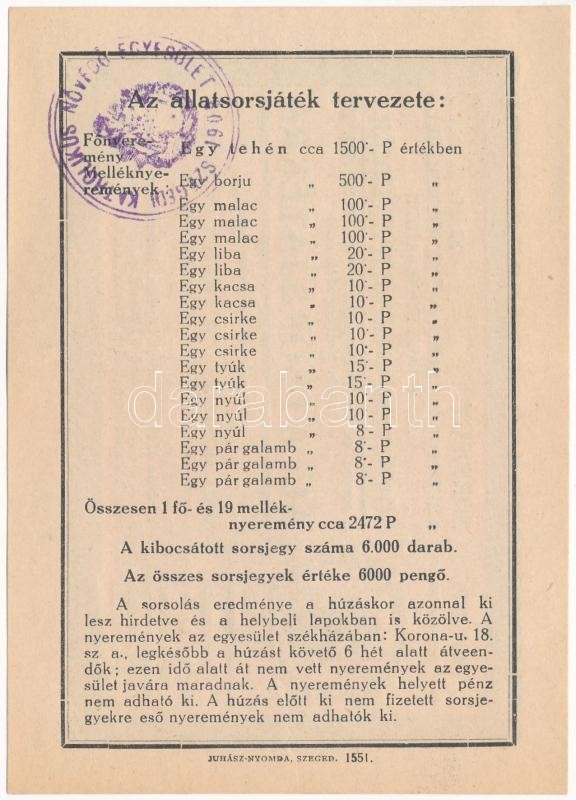 Az állatsorsjáték tervezete:
Főnyere-
mény Egy tehén cca 1500·- P értékben
Melléknye-
remények Egy borju „ 500·- P „
Egy malac „ 100·- P „
Egy malac „ 100·- P „
Egy malac „ 100·- P „
Egy liba „ 20·- P „
Egy liba „ 20·- P „
Egy kacsa „ 10·- P „
Egy kacsa „ 10·- P „
Egy csirke „ 10 - P „
Egy csirke „ 10·- P „
Egy csirke „ 10·- P „
Egy tyúk „ 15·- P „
Egy tyúk „ 15·- P „
Egy nyúl „ 10·- P „
Egy nyúl „ 10·- P „
Egy nyúl „ 8·- P „
Egy pár galamb „ 8·- P „
Egy pár galamb „ 8·- P „
Egy pár galamb „ 8·- P „
Összesen 1 fő- és 19 mellék-
nyeremény cca 2472 P „
A kibocsátott sorsjegy száma 6.000 darab.
Az összes sorsjegyek értéke 6000 pengő.
A sorsolás eredménye a húzáskor azonnal ki
lesz hirdetve és a helybeli lapokban is közölve. A
nyeremények az egyesület székházában: Korona-u. 18.
sz a., legkésőbb a húzást követő 6 hét alatt átveen-
dők; ezen idő alatt át nem vett nyeremények az egye-
sület javára maradnak. A nyeremények helyett pénz
nem adható ki. A húzás előtt ki nem fizetett sorsje-
gyekre eső nyeremények nem adhatók ki.
JUHÁSZ-NYOMDA, SZEGED. 1551.
KATHOLIKUS NŐVÉDŐ EGYESÜLET
darabanth